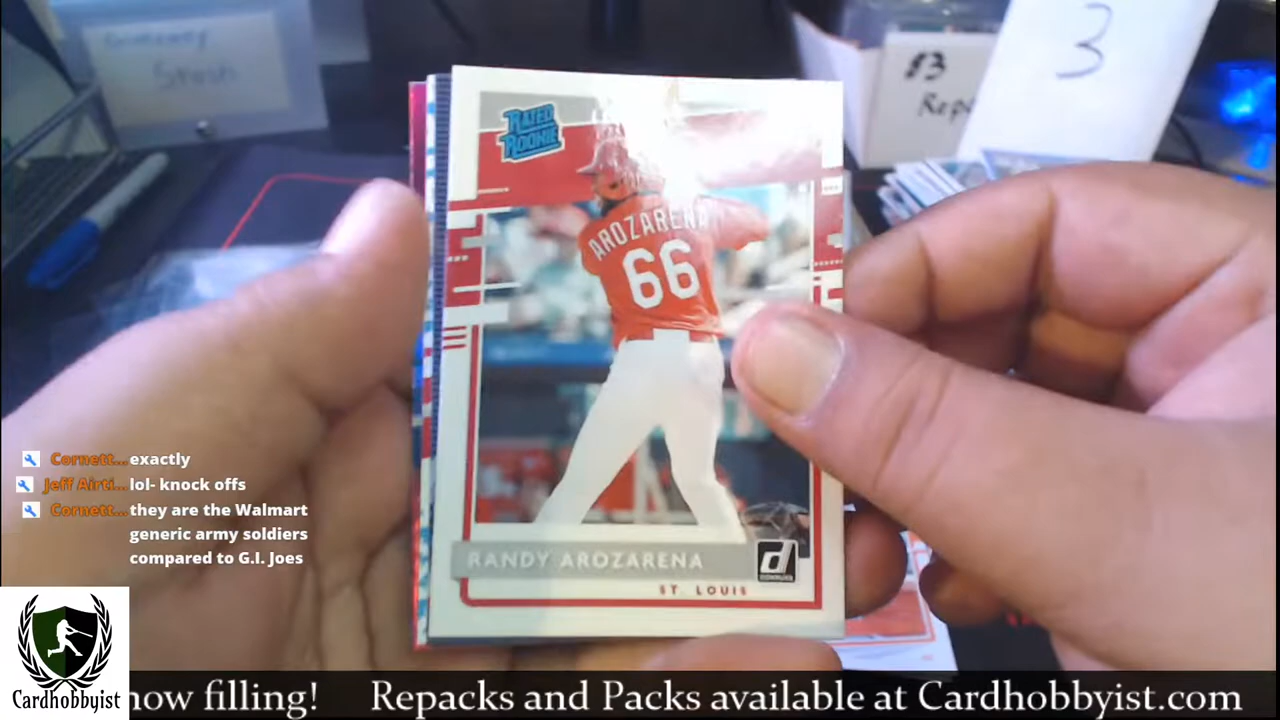 3
$3
RATED
ROOKIE
AROZARENA
66
RANDY AROZARENA
ST. LOUIS
d
DONRUSS
Cornett... exactly
Jeff Airti... lol- knock offs
Cornett... they are the Walmart
generic army soldiers
compared to G.I. Joes
Cardhobbyist
now filling! Repacks and Packs available at Cardhobbyist.com